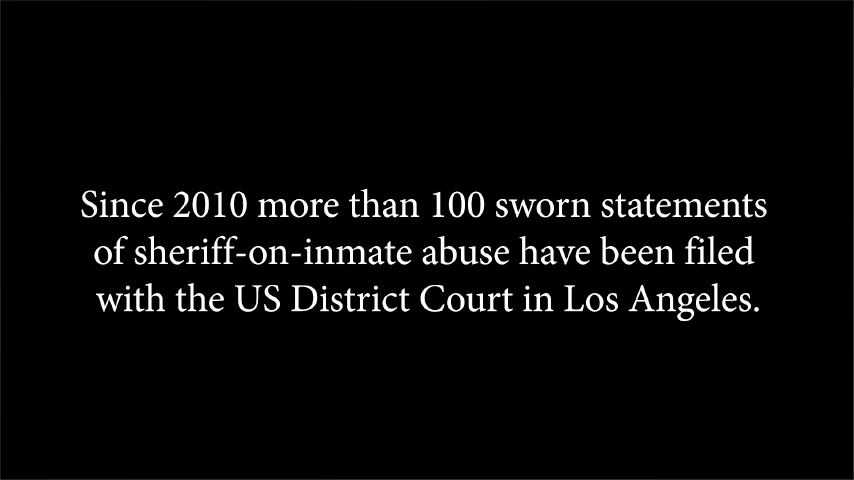 Since 2010 more than 100 sworn statements
of sheriff-on-inmate abuse have been filed
with the US District Court in Los Angeles.